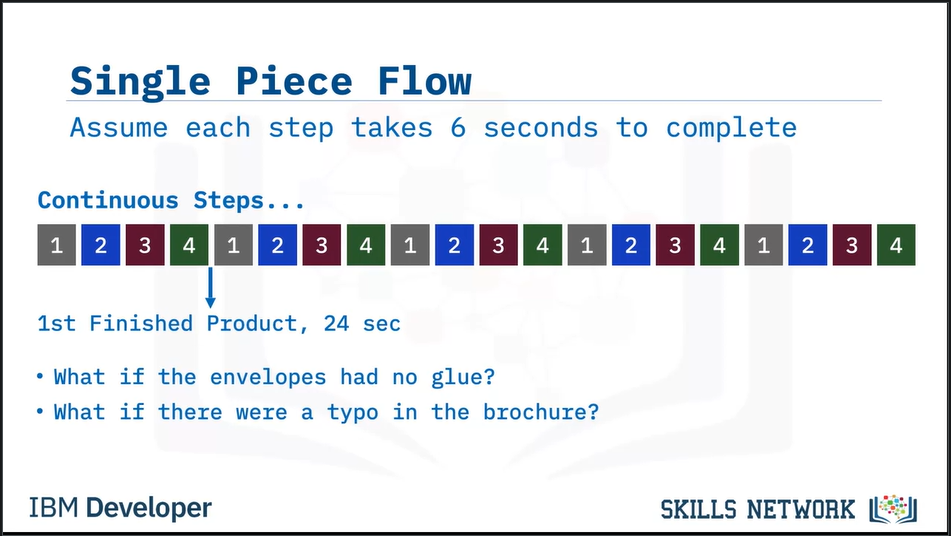 Single Piece Flow
Assume each step takes 6 seconds to complete
Continuous Steps...
1 2 3 4 1 2 3 4 1 2 3 4 1 2 3 4 1 2 3 4
1st Finished Product, 24 sec
• What if the envelopes had no glue?
• What if there were a typo in the brochure?
IBM Developer
SKILLS NETWORK